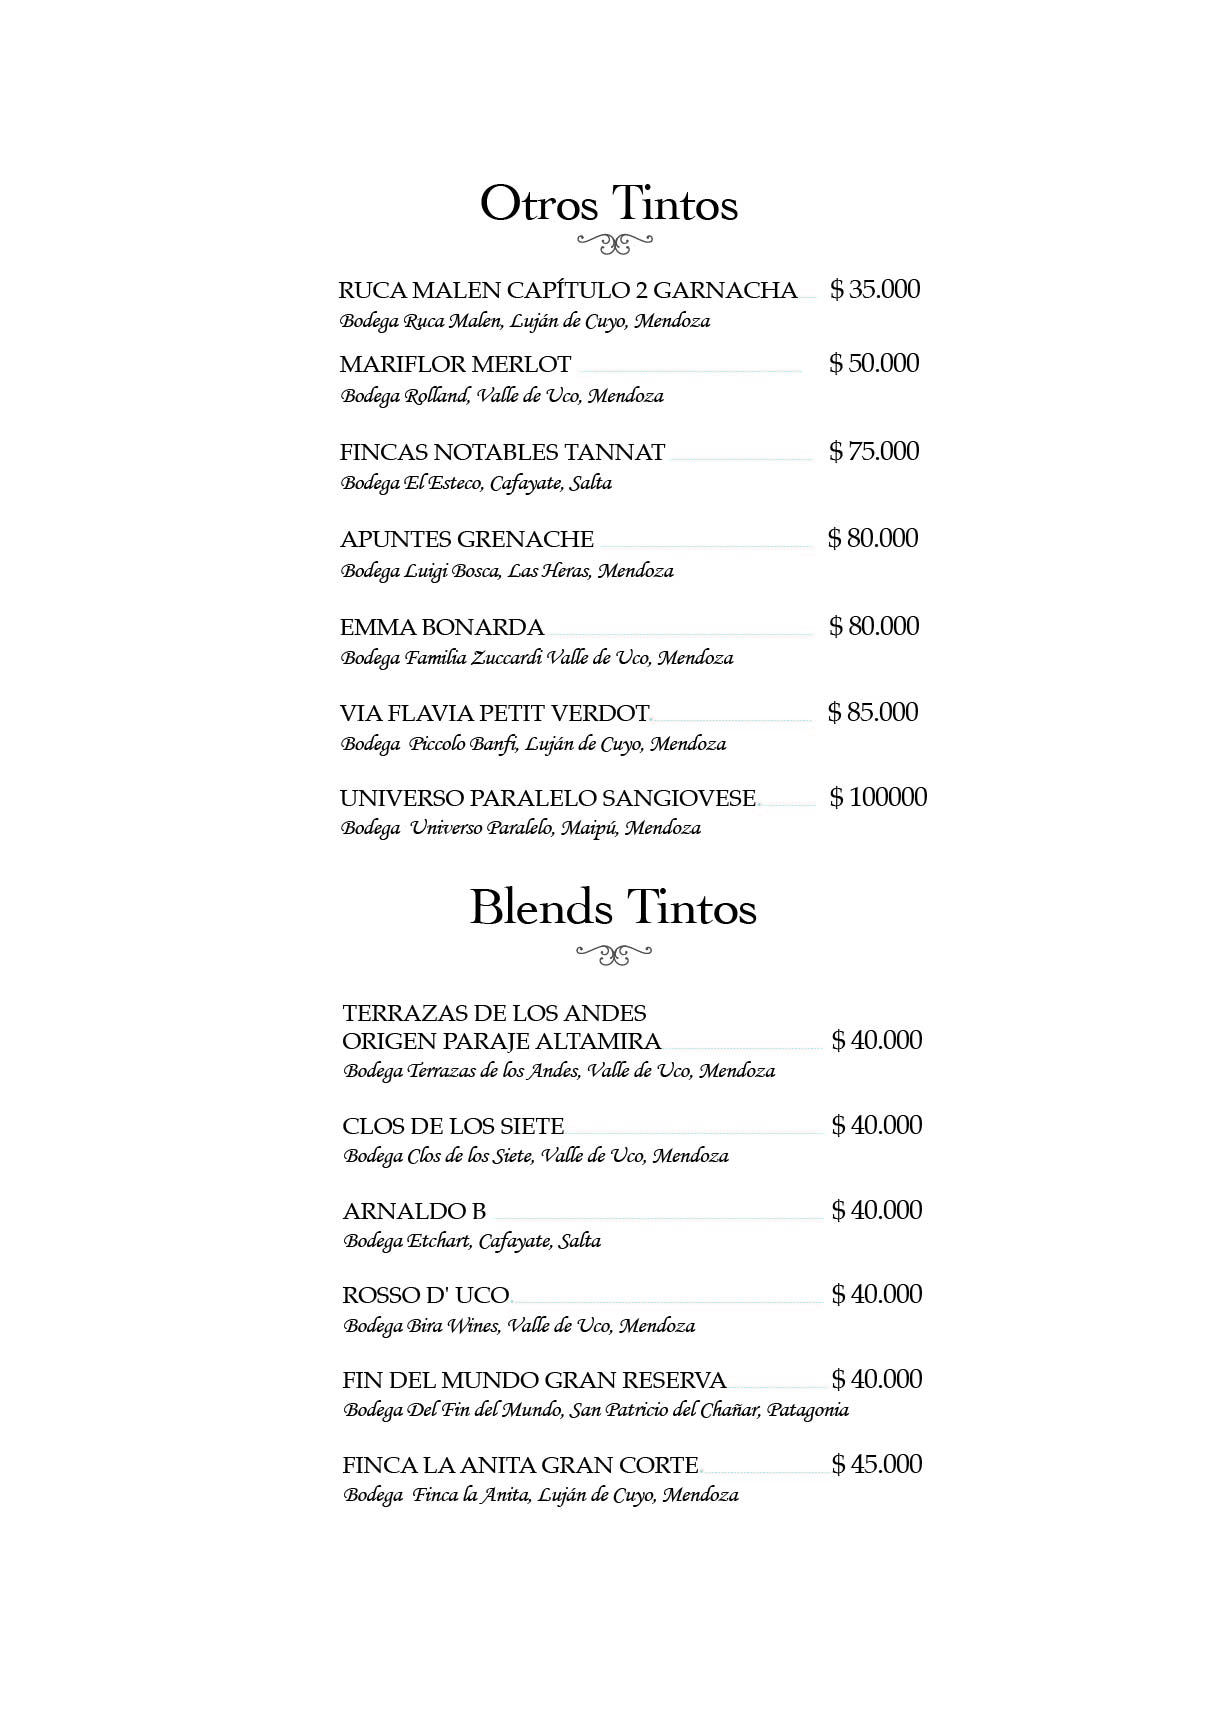 Otros Tintos
RUCA MALEN CAPÍTULO 2 GARNACHA $ 35.000
Bodega Ruca Malen, Luján de Cuyo, Mendoza
MARIFLOR MERLOT $ 50.000
Bodega Rolland, Valle de Uco, Mendoza
FINCAS NOTABLES TANNAT $ 75.000
Bodega El Esteco, Cafayate, Salta
APUNTES GRENACHE $ 80.000
Bodega Luigi Bosca, Las Heras, Mendoza
EMMA BONARDA $ 80.000
Bodega Familia Zuccardi Valle de Uco, Mendoza
VIA FLAVIA PETIT VERDOT $ 85.000
Bodega Piccolo Banfi, Luján de Cuyo, Mendoza
UNIVERSO PARALELO SANGIOVESE $ 100000
Bodega Universo Paralelo, Maipú, Mendoza
Blends Tintos
TERRAZAS DE LOS ANDES
ORIGEN PARAJE ALTAMIRA $ 40.000
Bodega Terrazas de los Andes, Valle de Uco, Mendoza
CLOS DE LOS SIETE $ 40.000
Bodega Clos de los Siete, Valle de Uco, Mendoza
ARNALDO B $ 40.000
Bodega Etchart, Cafayate, Salta
ROSSO D' UCO $ 40.000
Bodega Bira Wines, Valle de Uco, Mendoza
FIN DEL MUNDO GRAN RESERVA $ 40.000
Bodega Del Fin del Mundo, San Patricio del Chañar, Patagonia
FINCA LA ANITA GRAN CORTE $ 45.000
Bodega Finca la Anita, Luján de Cuyo, Mendoza